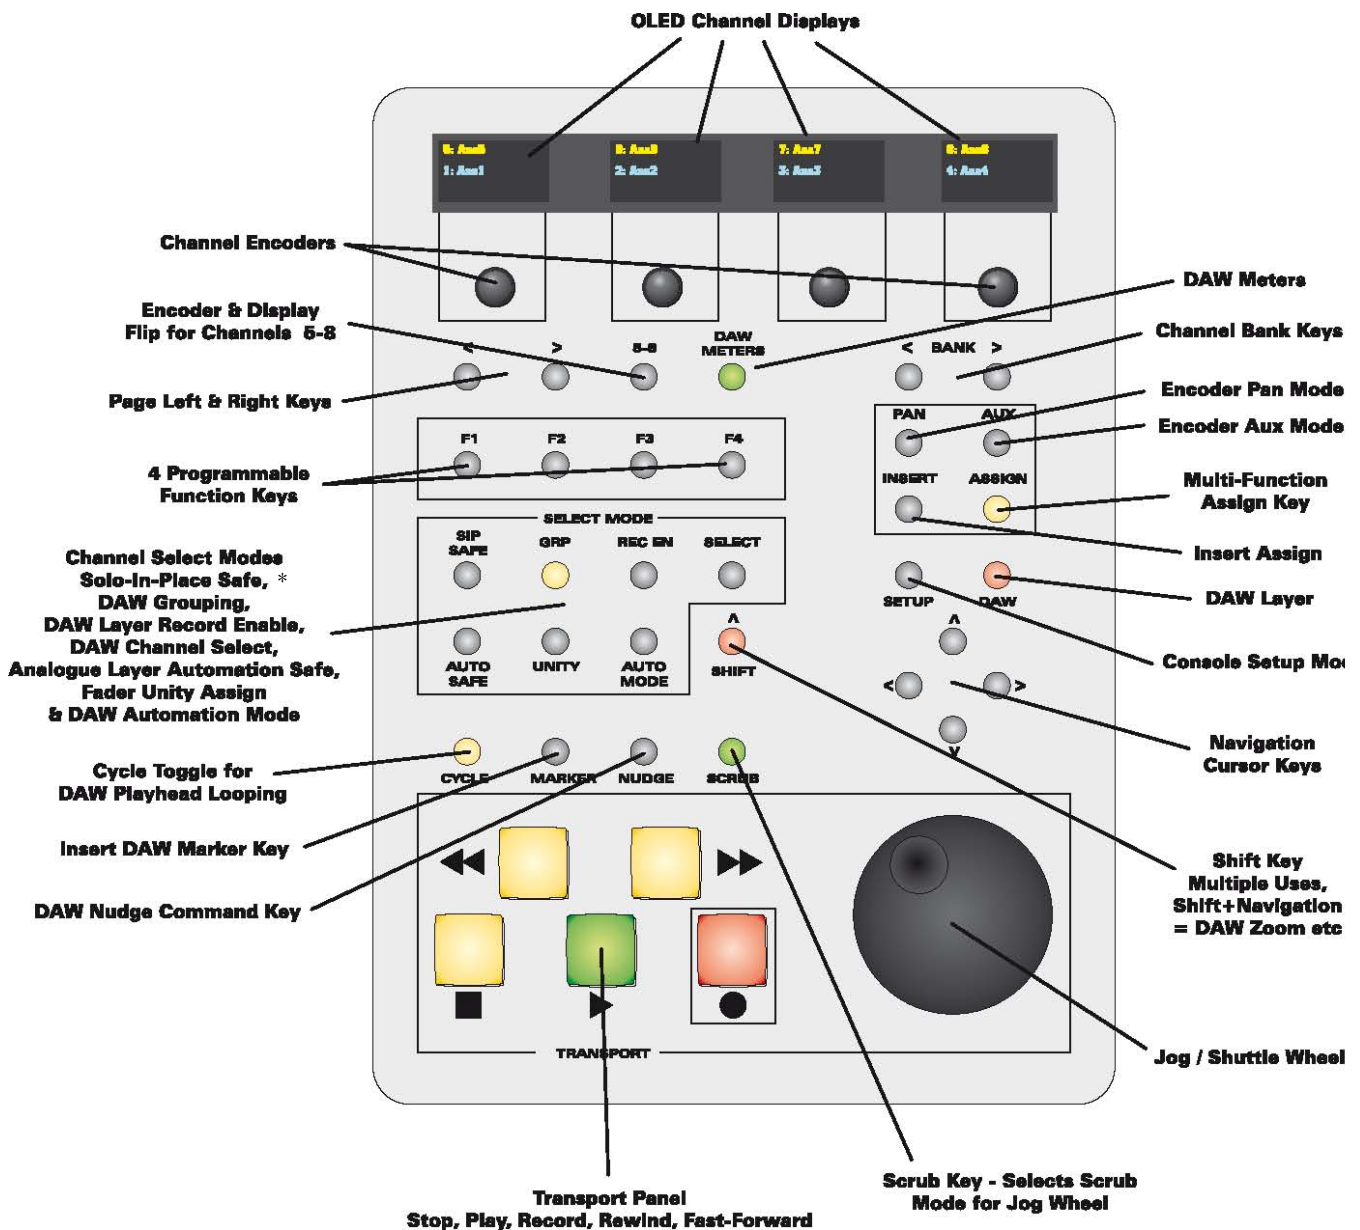 OLED Channel Displays
5: Aux5
1: Aux1
2: Aux2
7: Aux7
3: Aux3
4: Aux4
Channel Encoders
Encoder & Display
Flip for Channels 5-8
Page Left & Right Keys
< > 5-8 DAW
METERS
< BANK >
DAW Meters
Channel Bank Keys
Encoder Pan Mode
Encoder Aux Mode
Multi-Function
Assign Key
Insert Assign
DAW Layer
Console Setup Mod
Navigation
Cursor Keys
PAN AUX
INSERT ASSIGN
SETUP DAW
4 Programmable
Function Keys
F1 F2 F3 F4
SELECT MODE
SIP
SAFE
GRP REC EN SELECT
AUTO
SAFE
UNITY
AUTO
MODE
SHIFT
Channel Select Modes
Solo-In-Place Safe, *
DAW Grouping,
DAW Layer Record Enable,
DAW Channel Select,
Analogue Layer Automation Safe,
Fader Unity Assign
& DAW Automation Mode
Cycle Toggle for
DAW Playhead Looping
CYCLE MARKER NUDGE SCRUB
Insert DAW Marker Key
DAW Nudge Command Key
Shift Key
Multiple Uses,
Shift+Navigation
= DAW Zoom etc
TRANSPORT
Jog / Shuttle Wheel
Transport Panel
Stop, Play, Record, Rewind, Fast-Forward
Scrub Key - Selects Scrub
Mode for Jog Wheel